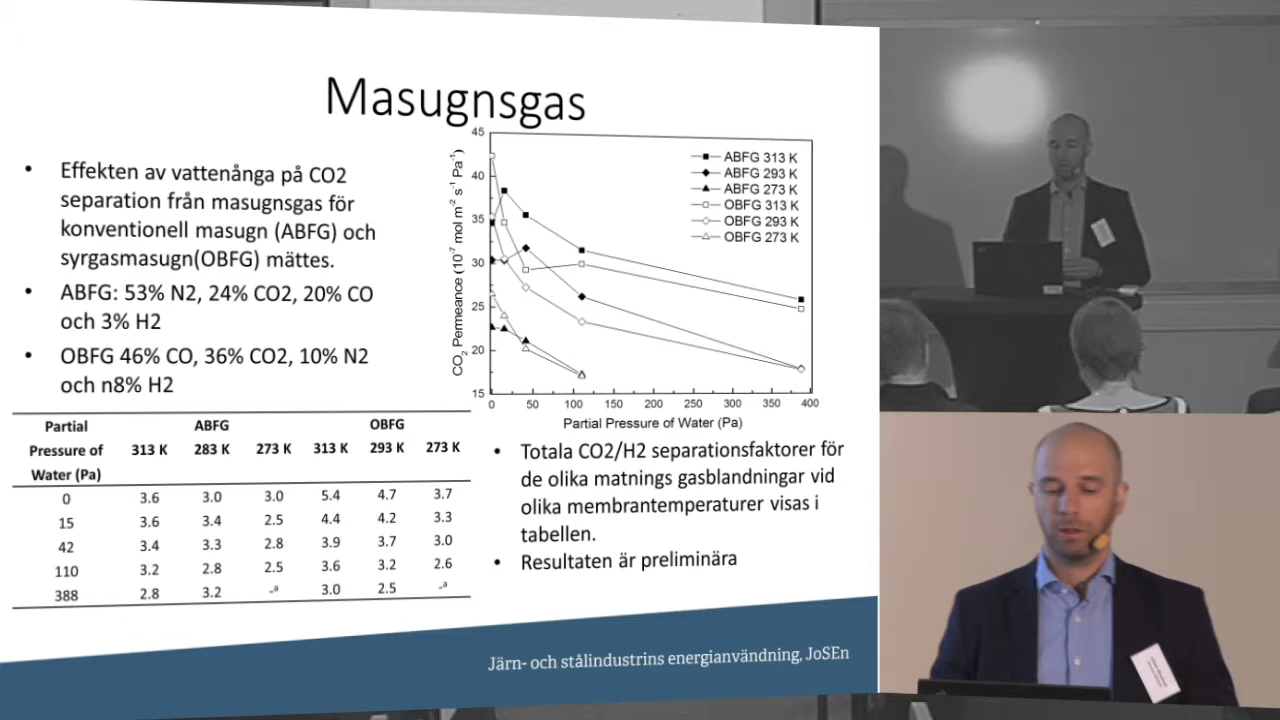 Masugnsgas
• Effekten av vattenånga på CO2
separation från masugnsgas för
konventionell masugn (ABFG) och
syrgasmasugn(OBFG) mättes.
• ABFG: 53% N2, 24% CO2, 20% CO
och 3% H2
• OBFG 46% CO, 36% CO2, 10% N2
och n8% H2
45
40
35
30
25
20
15
CO2 Permeance (10-7 mol m-2 s-1 Pa-1)
ABFG 313 K
ABFG 293 K
ABFG 273 K
OBFG 313 K
OBFG 293 K
OBFG 273 K
0 50 100 150 200 250 300 350 400
Partial Pressure of Water (Pa)
Partial ABFG OBFG
Pressure of 313 K 283 K 273 K 313 K 293 K 273 K
Water (Pa)
0 3.6 3.0 3.0 5.4 4.7 3.7
15 3.6 3.4 2.5 4.4 4.2 3.3
42 3.4 3.3 2.8 3.9 3.7 3.0
110 3.2 2.8 2.5 3.6 3.2 2.6
388 2.8 3.2 -a 3.0 2.5 -a
• Totala CO2/H2 separationsfaktorer för
de olika matnings gasblandningar vid
olika membrantemperaturer visas i
tabellen.
• Resultaten är preliminära
Järn- och stålindustrins energianvändning, JoSEn